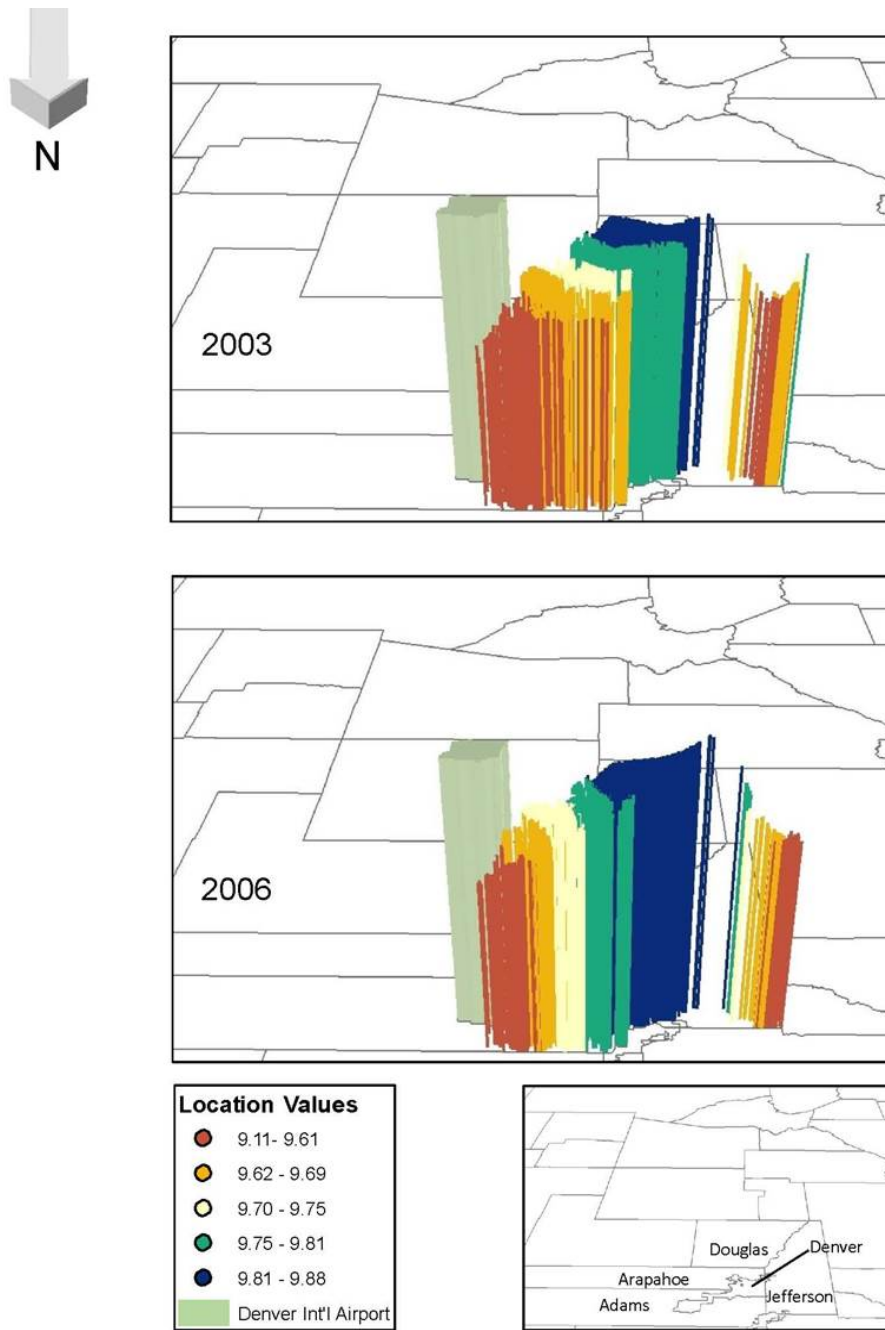 N
2003
2006
Location Values
9.11- 9.61
9.62 - 9.69
9.70 - 9.75
9.75 - 9.81
9.81 - 9.88
Denver Int'l Airport
Douglas
Denver
Arapahoe
Adams
Jefferson